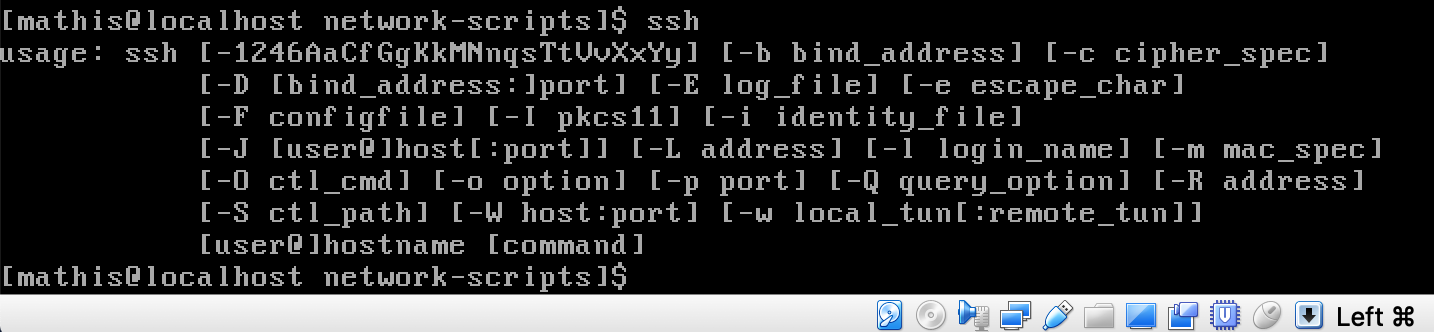 [mathis@localhost network-scripts]$ ssh
usage: ssh [-1246AaCfGgKkMNnqsTtVvXxYy] [-b bind_address] [-c cipher_spec]
           [-D [bind_address:]port] [-E log_file] [-e escape_char]
           [-F configfile] [-I pkcs11] [-i identity_file]
           [-J [user@]host[:port]] [-L address] [-l login_name] [-m mac_spec]
           [-O ctl_cmd] [-o option] [-p port] [-Q query_option] [-R address]
           [-S ctl_path] [-W host:port] [-w local_tun[:remote_tun]]
           [user@]hostname [command]
[mathis@localhost network-scripts]$
Left ⌘